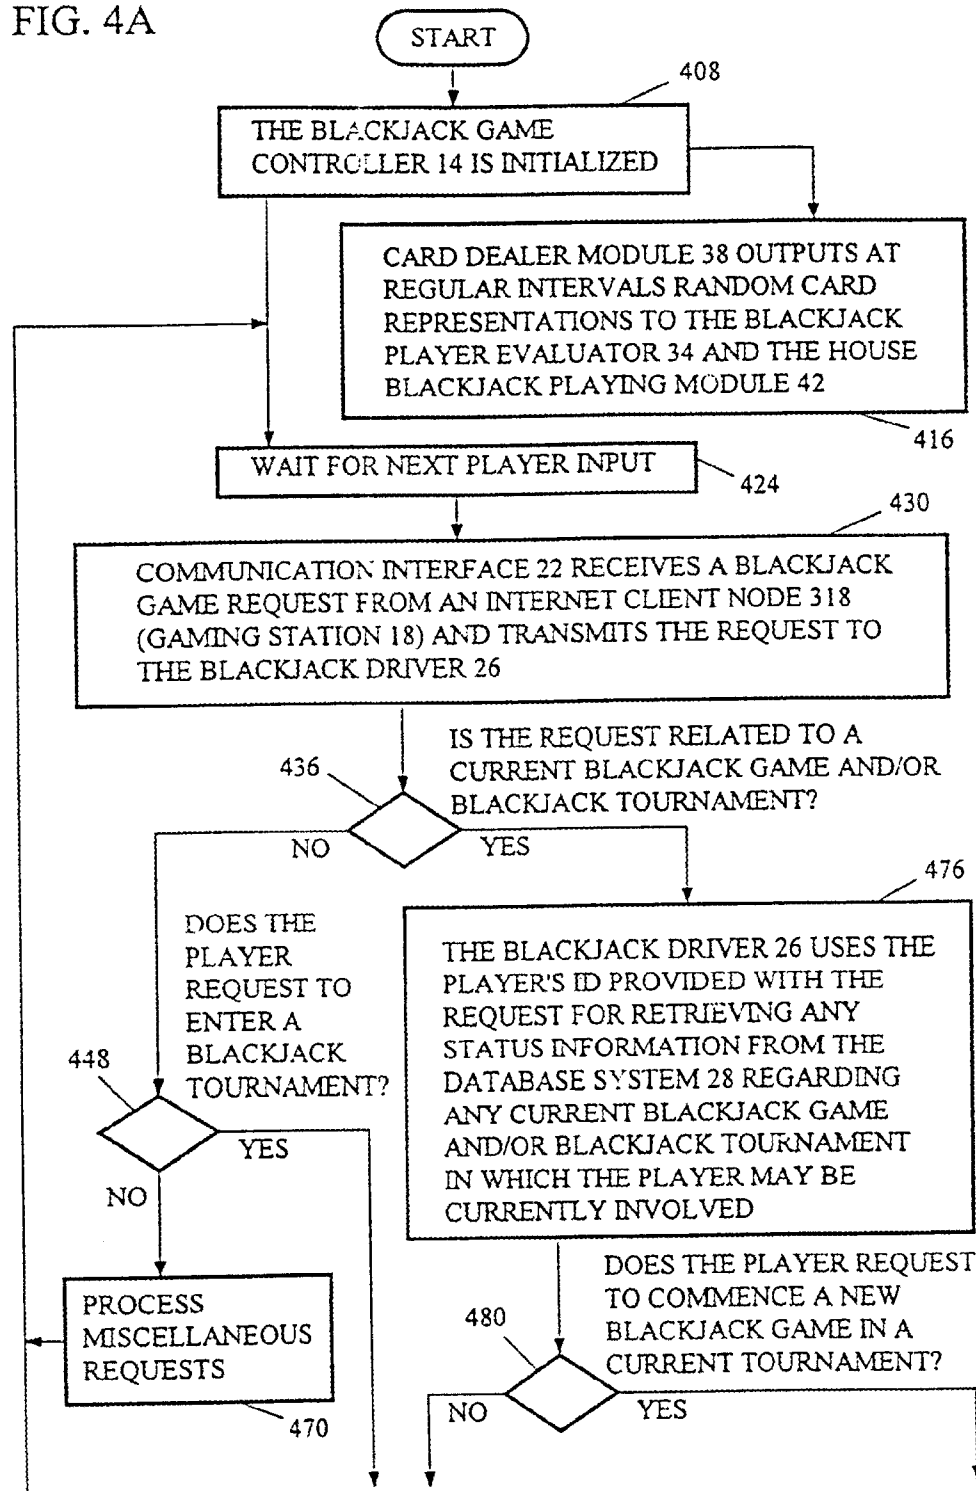 FIG. 4A
START
408
THE BLACKJACK GAME
CONTROLLER 14 IS INITIALIZED
CARD DEALER MODULE 38 OUTPUTS AT
REGULAR INTERVALS RANDOM CARD
REPRESENTATIONS TO THE BLACKJACK
PLAYER EVALUATOR 34 AND THE HOUSE
BLACKJACK PLAYING MODULE 42
416
WAIT FOR NEXT PLAYER INPUT
424
430
COMMUNICATION INTERFACE 22 RECEIVES A BLACKJACK
GAME REQUEST FROM AN INTERNET CLIENT NODE 318
(GAMING STATION 18) AND TRANSMITS THE REQUEST TO
THE BLACKJACK DRIVER 26
IS THE REQUEST RELATED TO A
CURRENT BLACKJACK GAME AND/OR
BLACKJACK TOURNAMENT?
436
NO
YES
476
DOES THE
PLAYER
REQUEST TO
ENTER A
BLACKJACK
TOURNAMENT?
448
YES
NO
THE BLACKJACK DRIVER 26 USES THE
PLAYER'S ID PROVIDED WITH THE
REQUEST FOR RETRIEVING ANY
STATUS INFORMATION FROM THE
DATABASE SYSTEM 28 REGARDING
ANY CURRENT BLACKJACK GAME
AND/OR BLACKJACK TOURNAMENT
IN WHICH THE PLAYER MAY BE
CURRENTLY INVOLVED
PROCESS
MISCELLANEOUS
REQUESTS
470
DOES THE PLAYER REQUEST
TO COMMENCE A NEW
BLACKJACK GAME IN A
CURRENT TOURNAMENT?
480
NO
YES